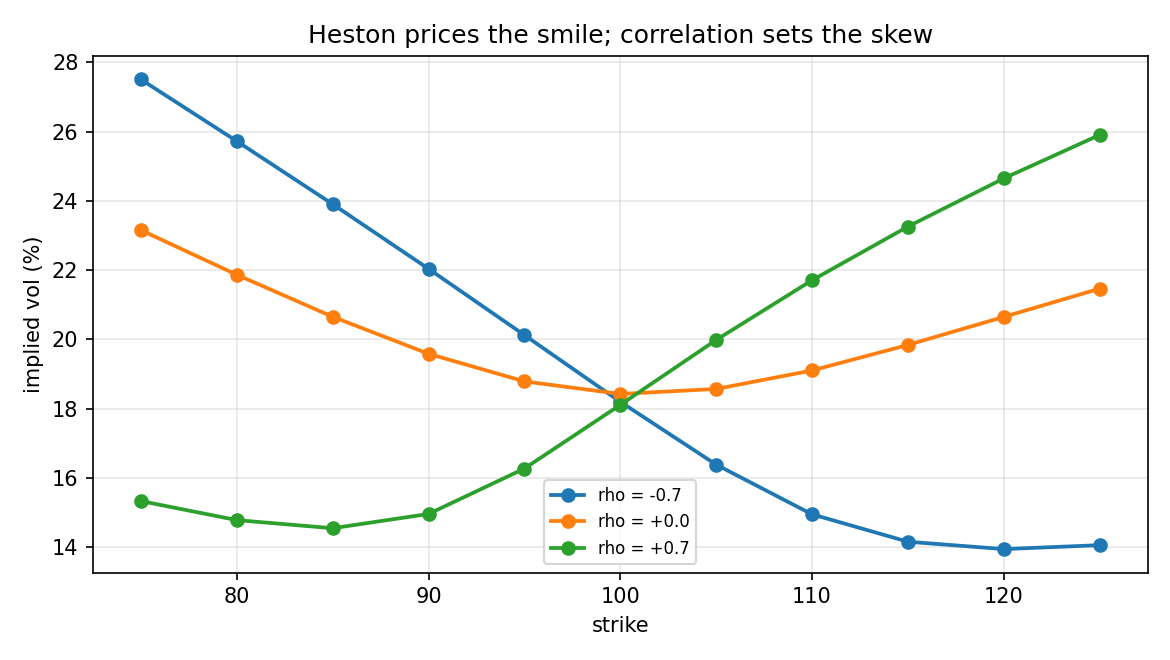 Heston prices the smile; correlation sets the skew
28
26
24
22
20
18
16
14
implied vol (%)
rho = -0.7
rho = +0.0
rho = +0.7
80 90 100 110 120
strike